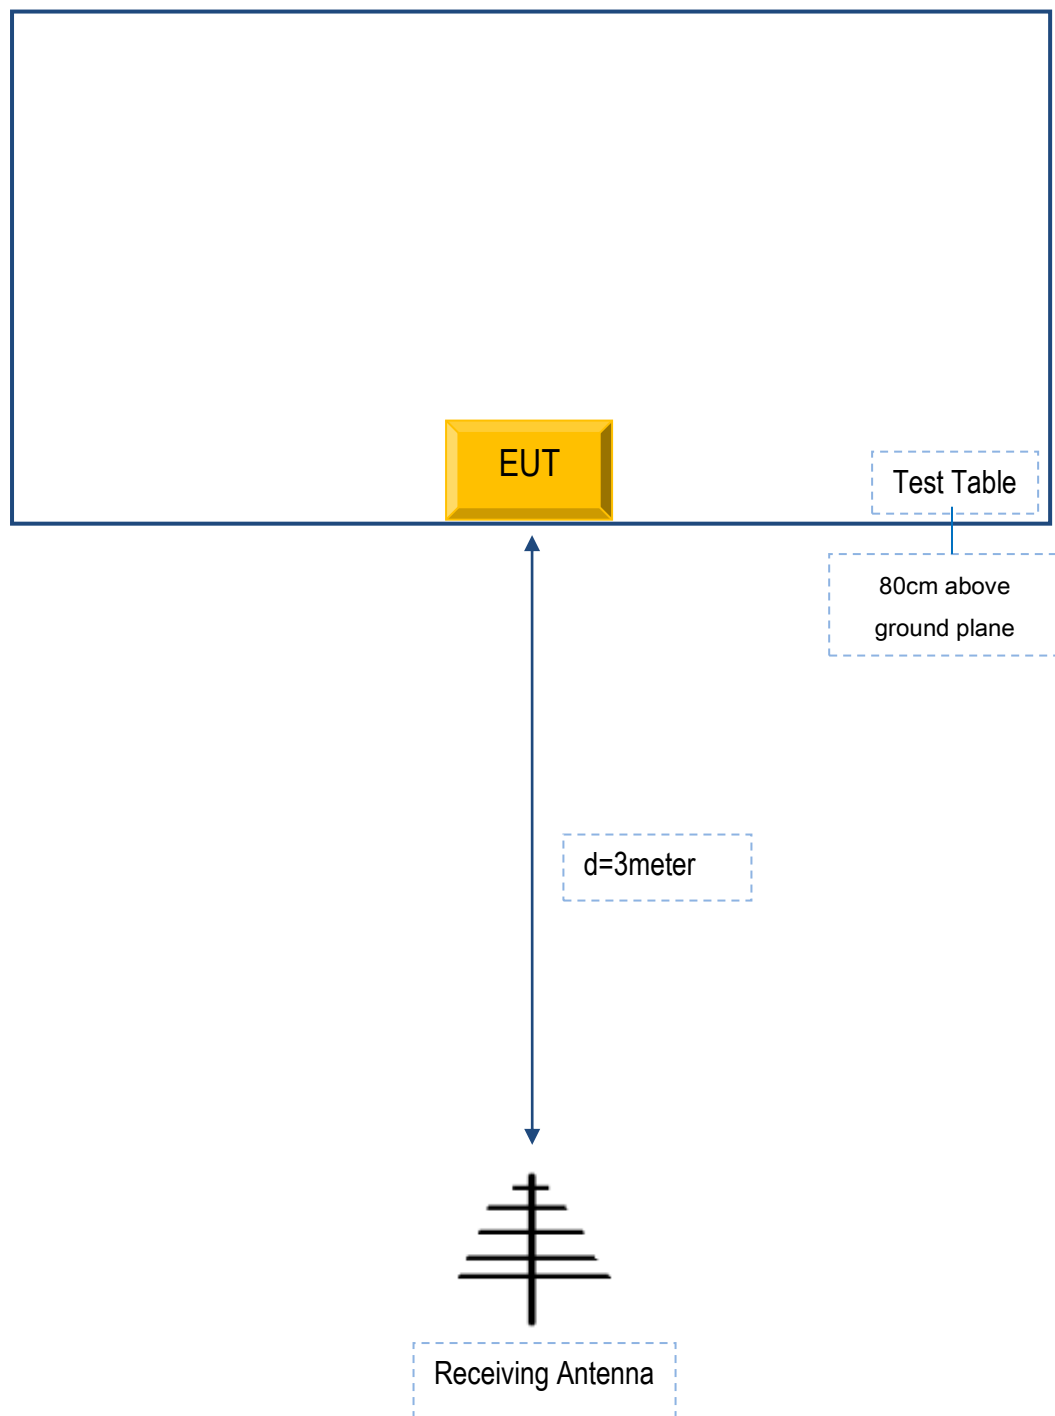 EUT
Test Table
80cm above
ground plane
d=3meter
Receiving Antenna